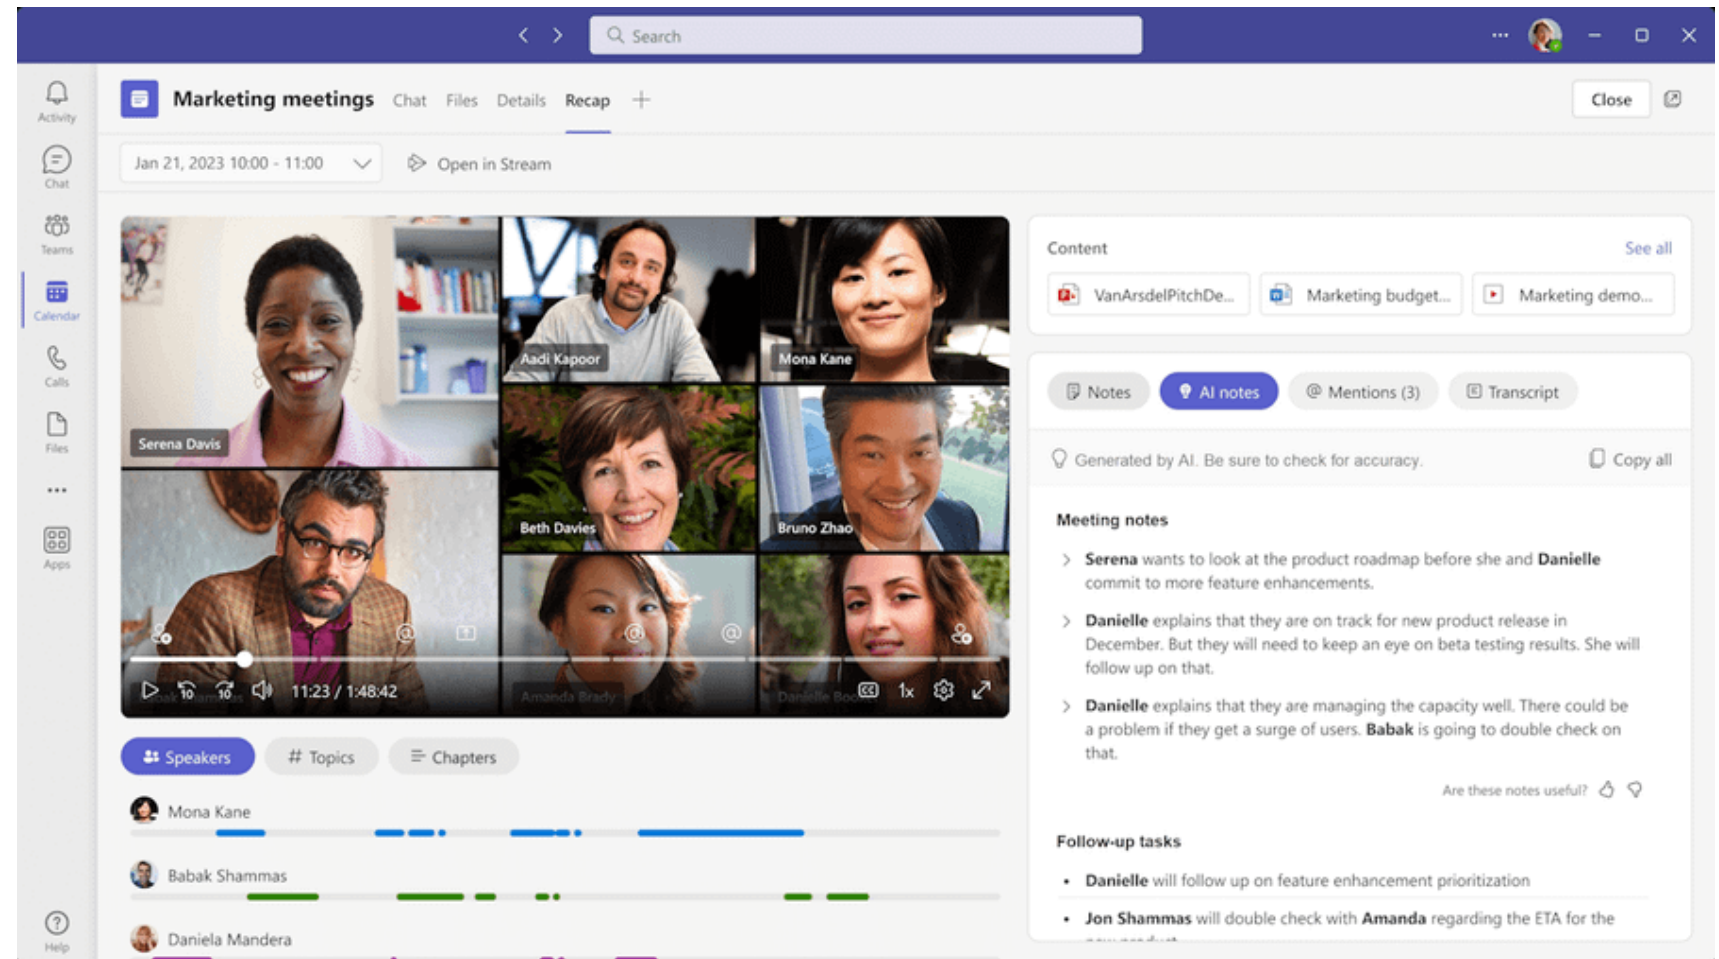 Search
Activity
Chat
Teams
Calendar
Calls
Files
Apps
Help
Marketing meetings Chat Files Details Recap
Close
Jan 21, 2023 10:00 - 11:00 Open in Stream
Serena Davis
Aadi Kapoor
Mona Kane
Beth Davies
Bruno Zhao
Amanda Brady
10 10 11:23 / 1:48:42
CC 1x
Speakers # Topics Chapters
Mona Kane
Babak Shammas
Daniela Mandera
Content See all
VanArsdelPitchDe... Marketing budget... Marketing demo...
Notes AI notes @ Mentions (3) Transcript
Generated by AI. Be sure to check for accuracy. Copy all
Meeting notes
Serena wants to look at the product roadmap before she and Danielle
commit to more feature enhancements.
Danielle explains that they are on track for new product release in
December. But they will need to keep an eye on beta testing results. She will
follow up on that.
Danielle explains that they are managing the capacity well. There could be
a problem if they get a surge of users. Babak is going to double check on
that.
Are these notes useful?
Follow-up tasks
• Danielle will follow up on feature enhancement prioritization
• Jon Shammas will double check with Amanda regarding the ETA for the